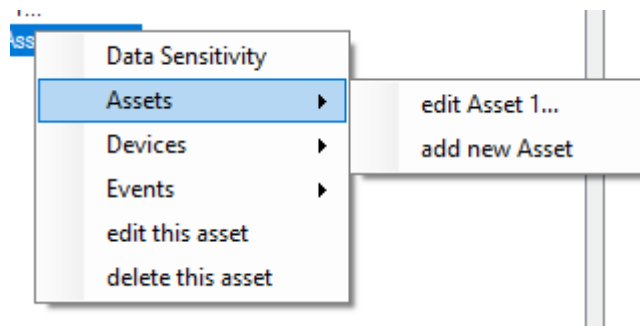 Data Sensitivity
Assets
edit Asset 1...
add new Asset
Devices
Events
edit this asset
delete this asset